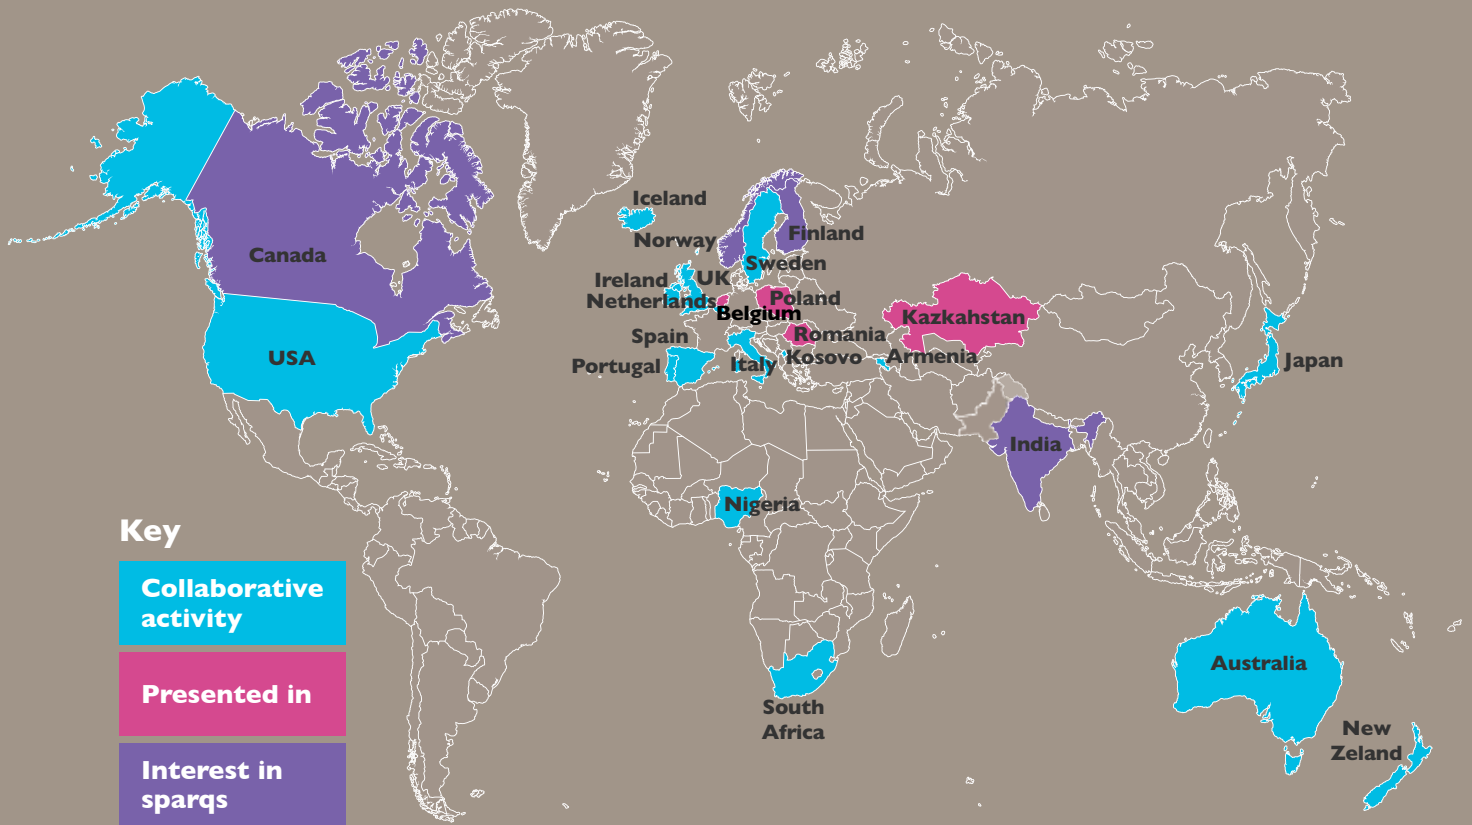 Iceland
Norway
Finland
Canada
Sweden
Ireland
UK
Netherlands
Poland
Belgium
Kazkahstan
Spain
Romania
USA
Portugal
Italy
Kosovo
Armenia
Japan
India
Nigeria
Key
Collaborative
activity
Presented in
Interest in
sparqs
Australia
South
Africa
New
Zeland